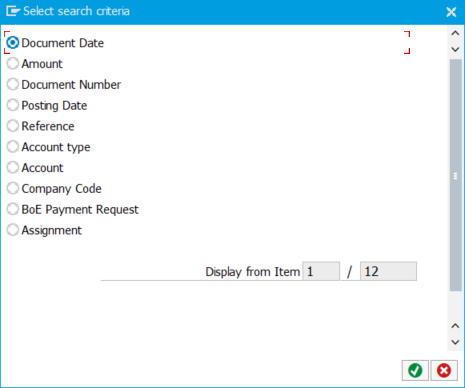 Select search criteria
Document Date
Amount
Document Number
Posting Date
Reference
Account type
Account
Company Code
BoE Payment Request
Assignment
Display from Item 1 / 12